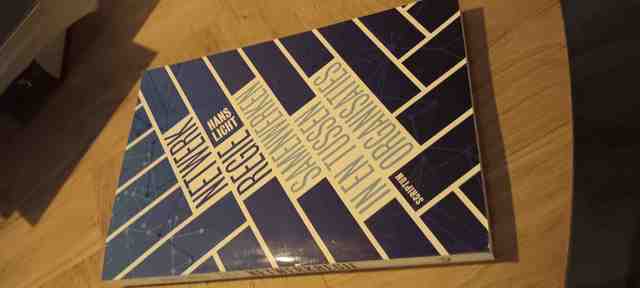 NETWERK
REGIE
HANS
LICHT
SAMENWERKEN
IN EN TUSSEN
ORGANISATIES
SCRIPTUM